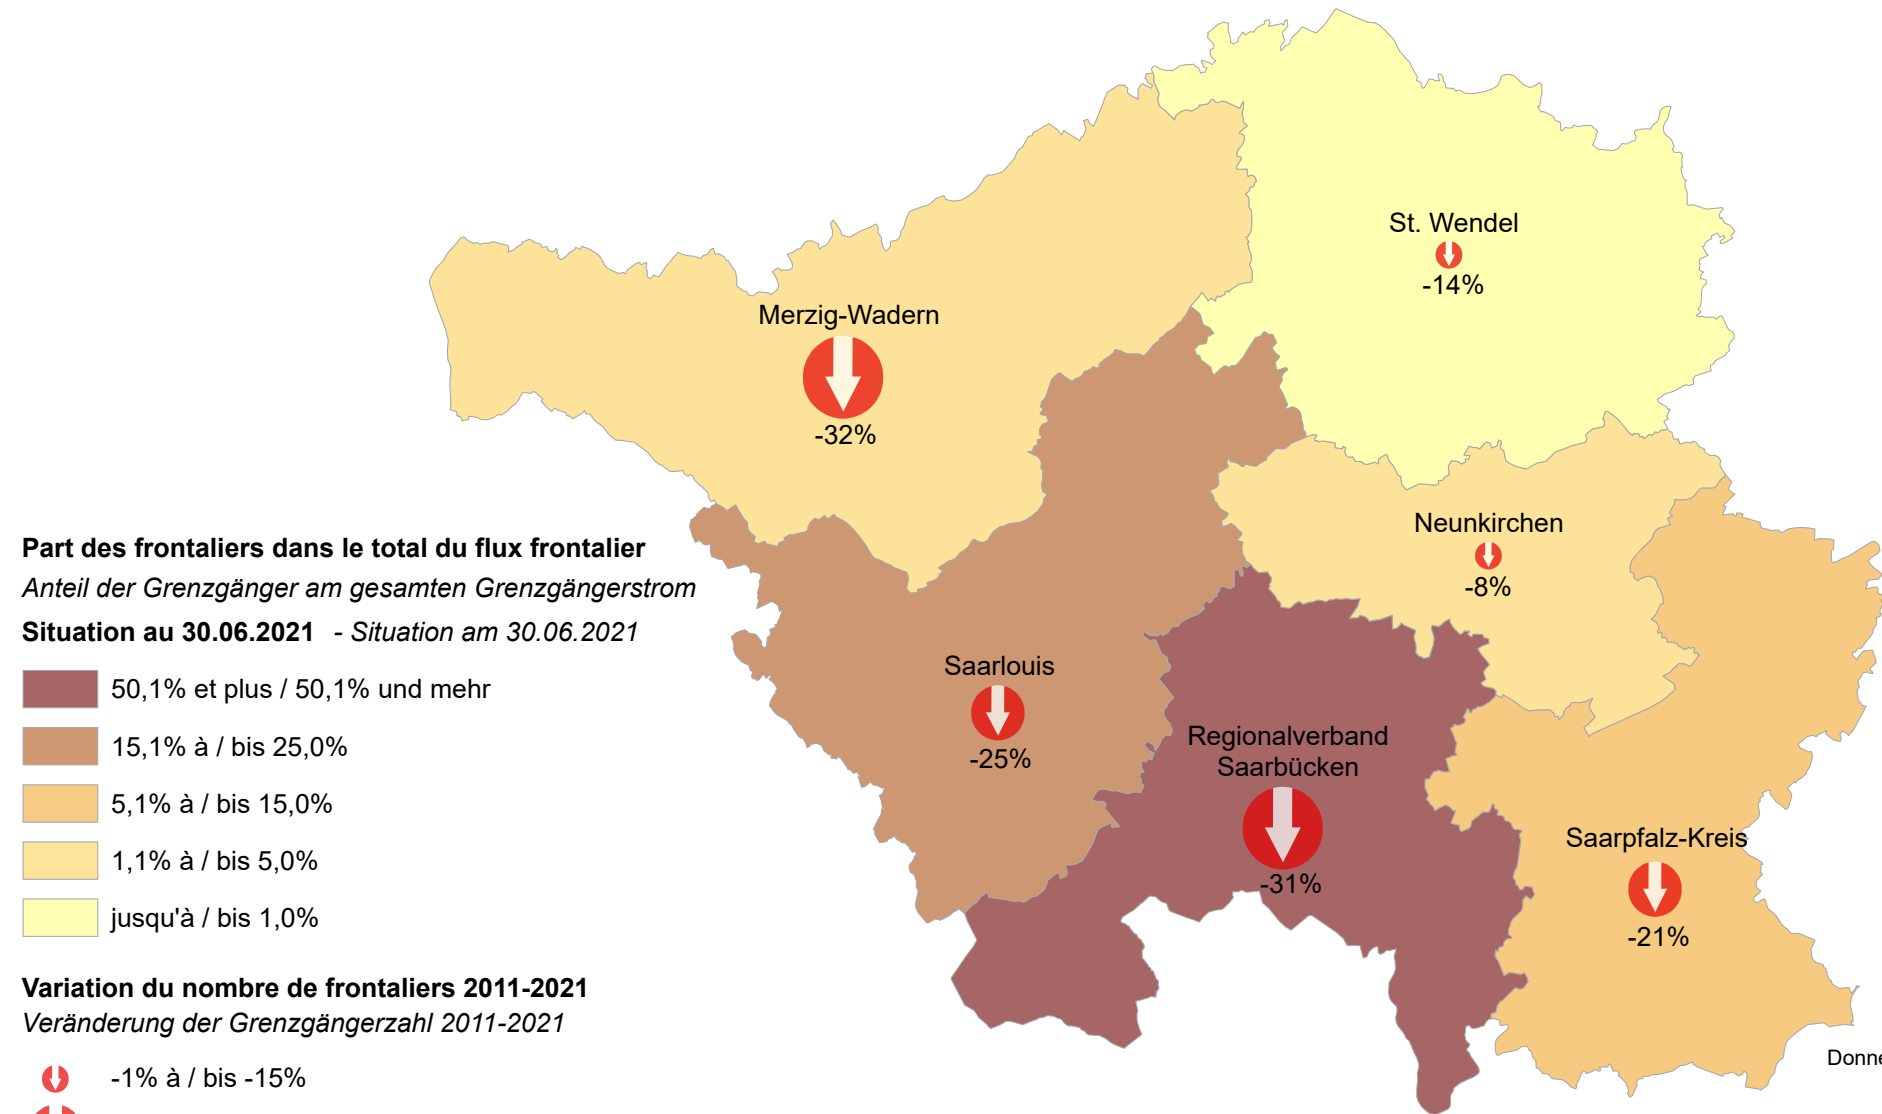 St. Wendel
-14%
Merzig-Wadern
-32%
Neunkirchen
-8%
Saarlouis
-25%
Regionalverband
Saarbücken
-31%
Saarpfalz-Kreis
-21%
Part des frontaliers dans le total du flux frontalier
Anteil der Grenzgänger am gesamten Grenzgängerstrom
Situation au 30.06.2021 - Situation am 30.06.2021
50,1% et plus / 50,1% und mehr
15,1% à / bis 25,0%
5,1% à / bis 15,0%
1,1% à / bis 5,0%
jusqu'à / bis 1,0%
Variation du nombre de frontaliers 2011-2021
Veränderung der Grenzgängerzahl 2011-2021
-1% à / bis -15%